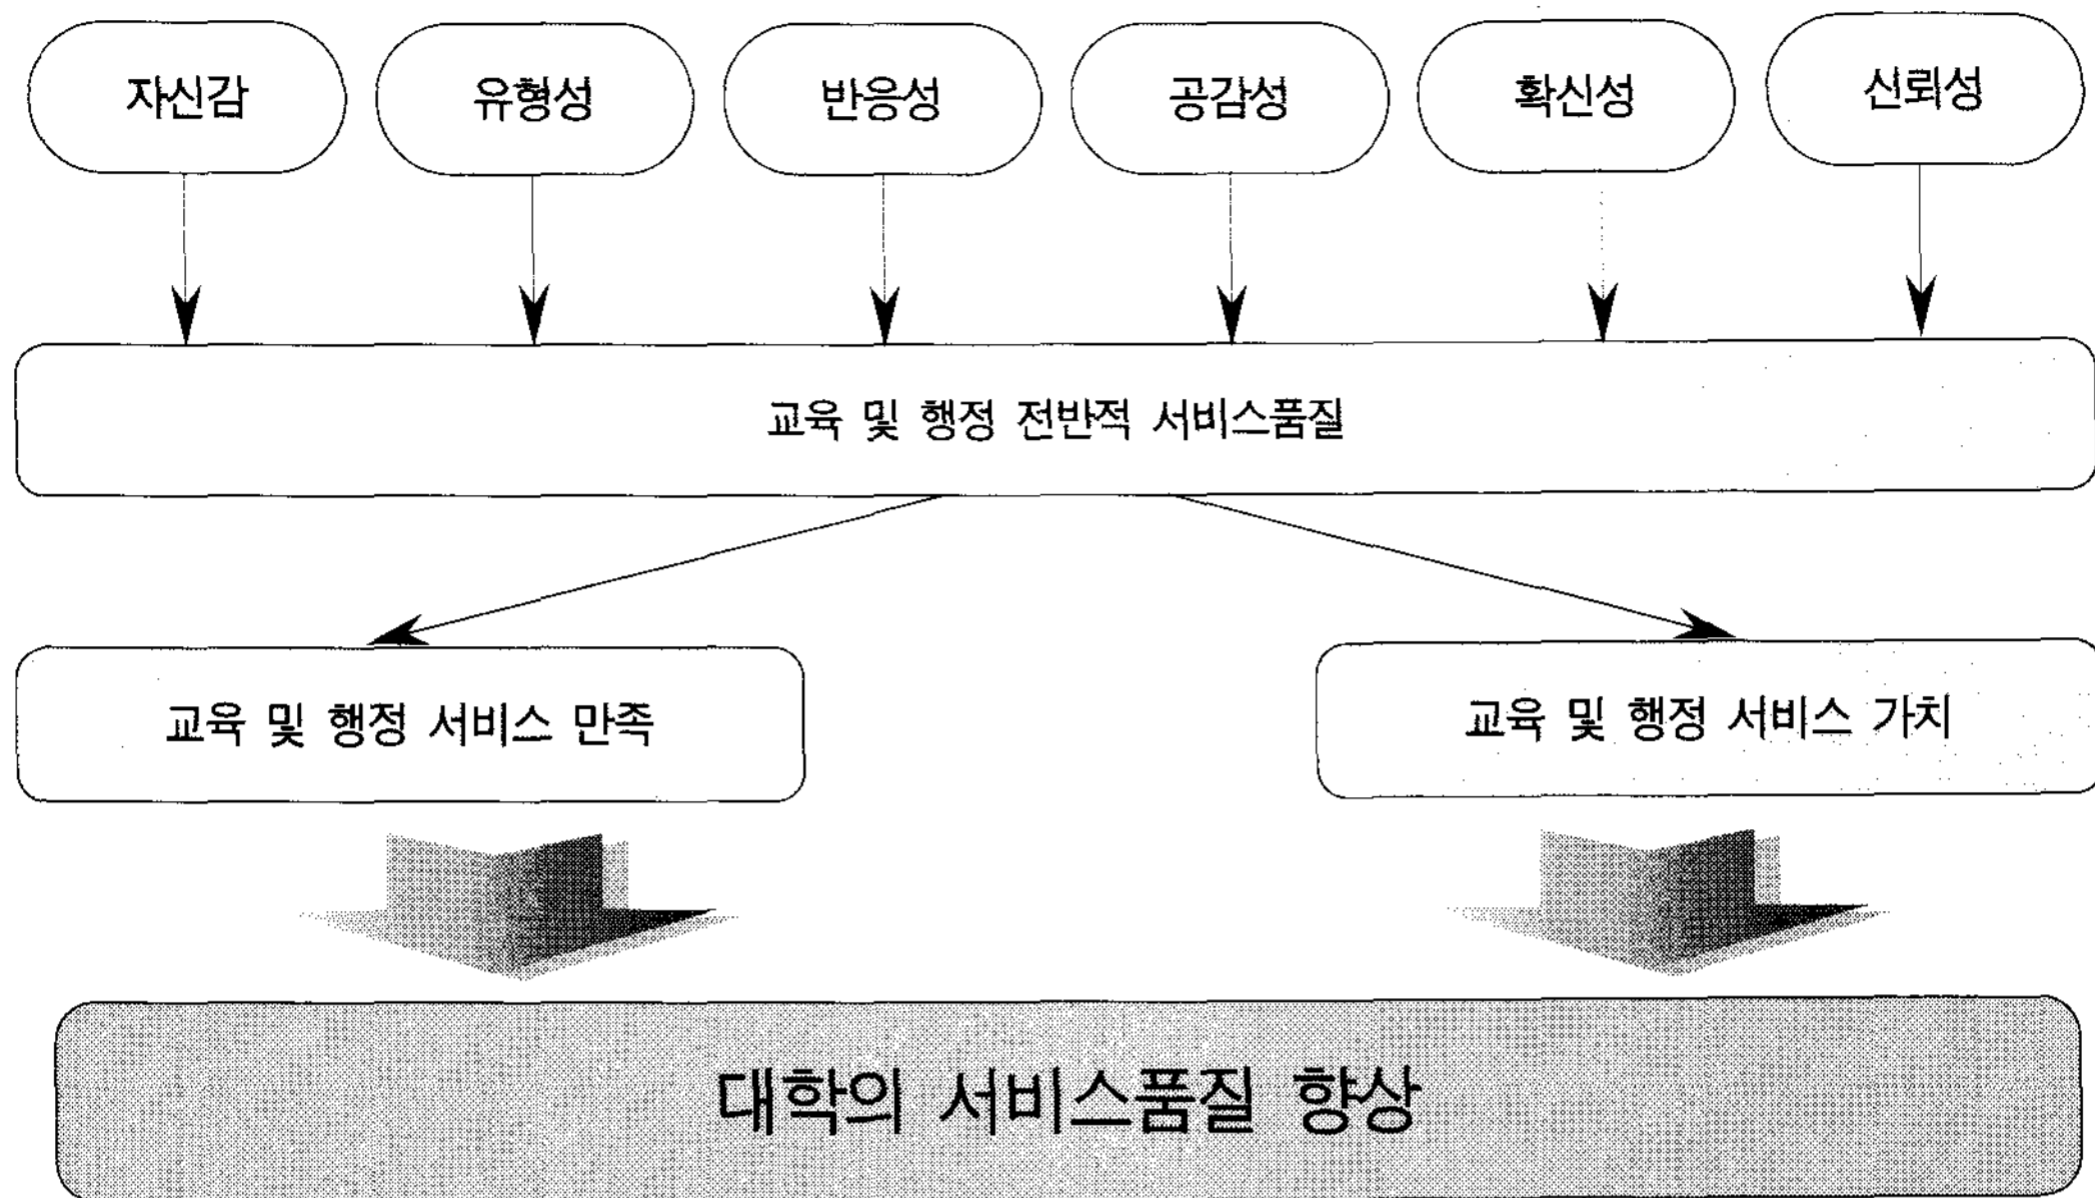 자신감 유형성 반응성 공감성 확신성 신뢰성
교육 및 행정 전반적 서비스품질
교육 및 행정 서비스 만족 교육 및 행정 서비스 가치
대학의 서비스품질 향상